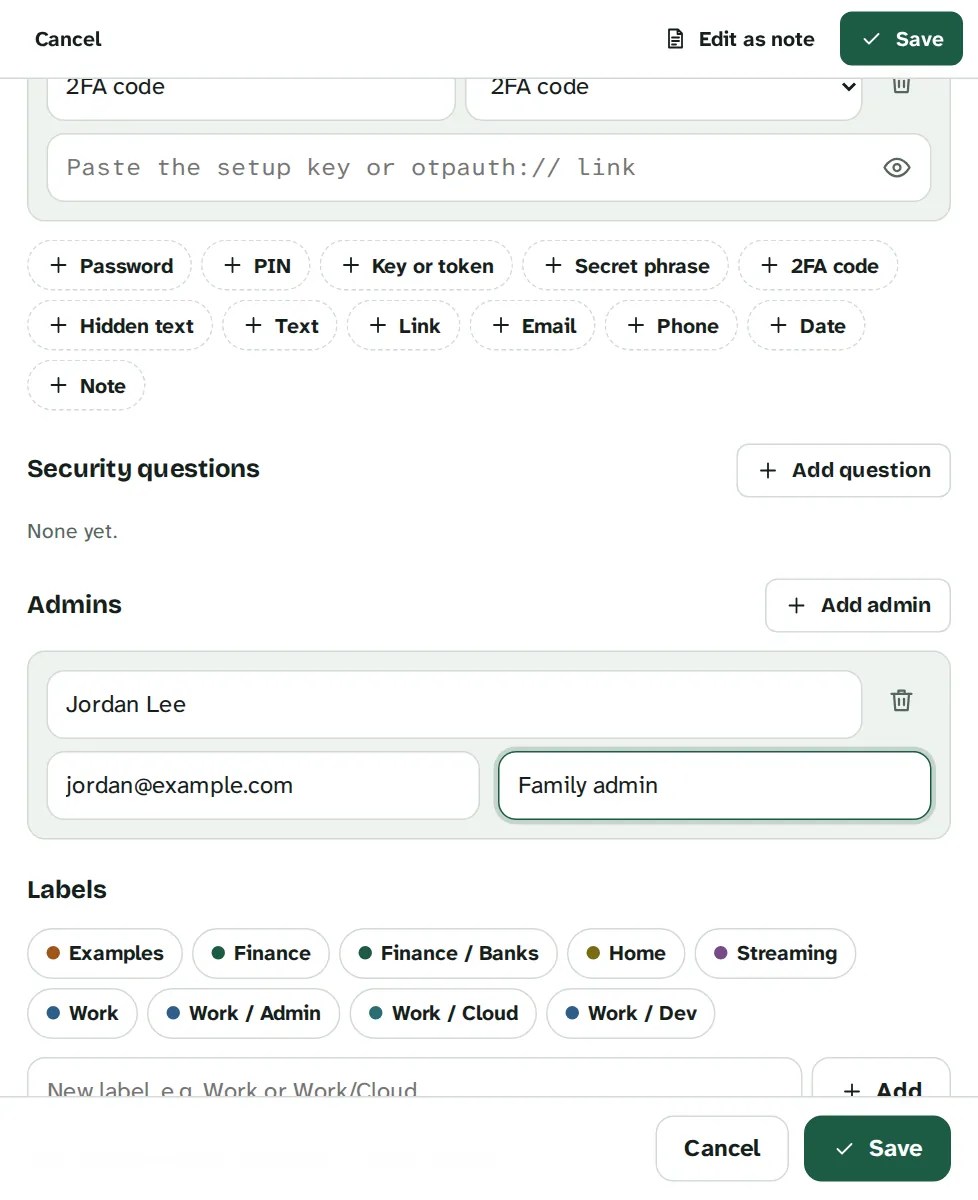 Cancel Edit as note Save
2FA code 2FA code
Paste the setup key or otpauth:// link
Password PIN Key or token Secret phrase 2FA code
Hidden text Text Link Email Phone Date
Note
Security questions Add question
None yet.
Admins Add admin
Jordan Lee
jordan@example.com Family admin
Labels
Examples Finance Finance / Banks Home Streaming
Work Work / Admin Work / Cloud Work / Dev
New label, e.g. Work or Work/Cloud Add
Cancel Save